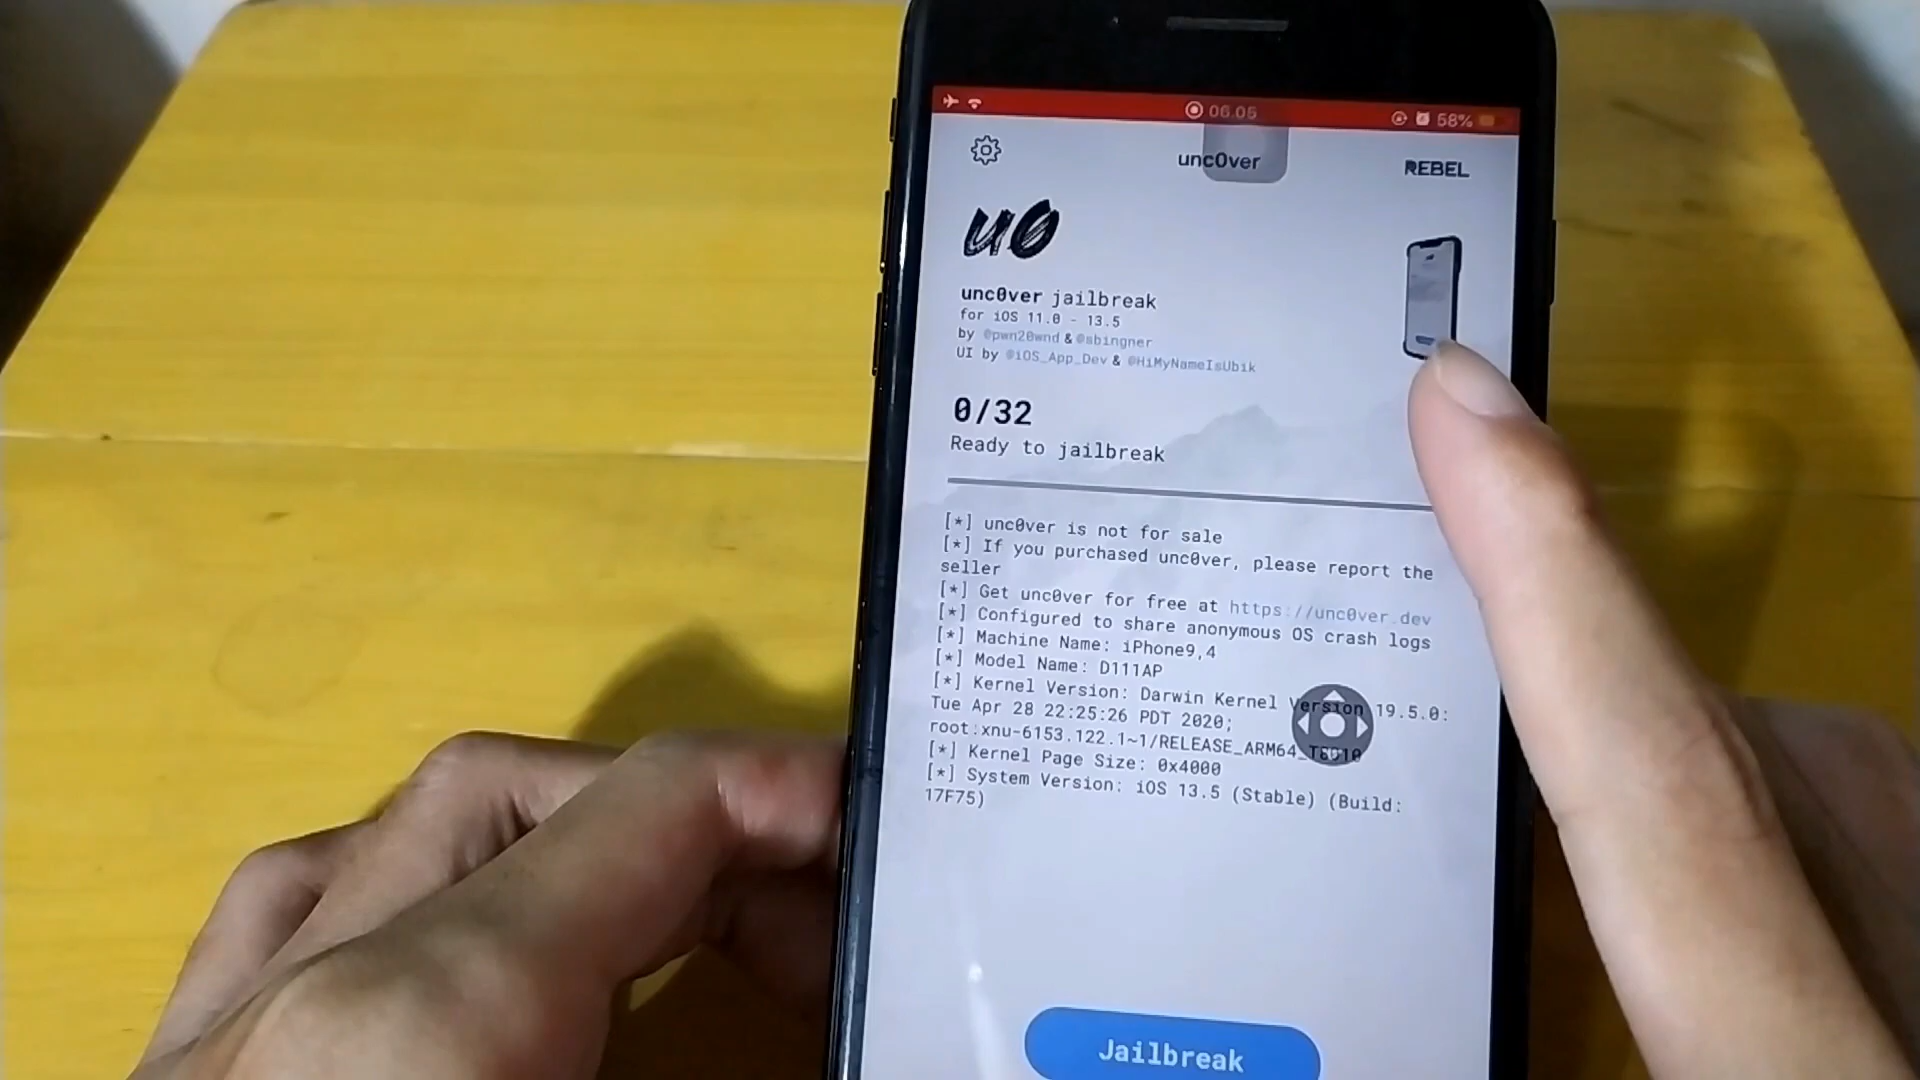 06.05
58%
unc0ver
REBEL
u0
unc0ver jailbreak
for iOS 11.0 - 13.5
by @pwn20wnd & @sbingner
UI by @iOS_App_Dev & @HiMyNameIsUbik
0/32
Ready to jailbreak
[*] unc0ver is not for sale
[*] If you purchased unc0ver, please report the
seller
[*] Get unc0ver for free at https://unc0ver.dev
[*] Configured to share anonymous OS crash logs
[*] Machine Name: iPhone9,4
[*] Model Name: D111AP
[*] Kernel Version: Darwin Kernel Version 19.5.0:
Tue Apr 28 22:25:26 PDT 2020;
root:xnu-6153.122.1~1/RELEASE_ARM64_T8010
[*] Kernel Page Size: 0x4000
[*] System Version: iOS 13.5 (Stable) (Build:
17F75)
Jailbreak